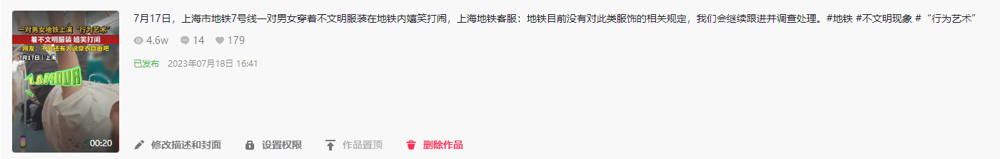 一对男女地铁上演“行为艺术”
着不文明服装 嬉笑打闹
7月17日｜上海
LAMOUR
00:20
7月17日，上海市地铁7号线一对男女穿着不文明服装在地铁内嬉笑打闹，上海地铁客服：地铁目前没有对此类服饰的相关规定，我们会继续跟进并调查处理。#地铁 #不文明现象 #“行为艺术”
4.6w 14 179
已发布 2023年07月18日 16:41
修改描述和封面 设置权限 作品置顶 删除作品